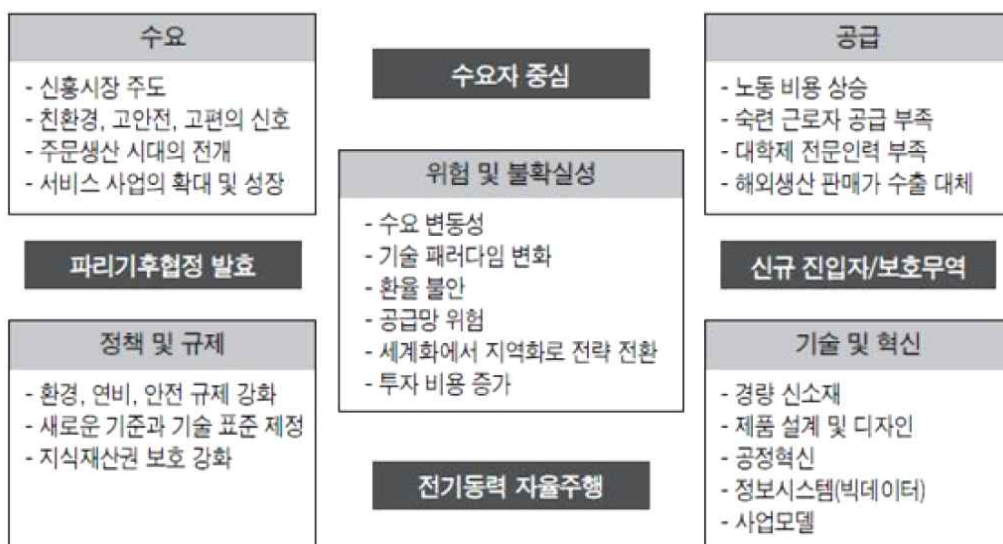 수요
- 신흥시장 주도
- 친환경, 고안전, 고편의 신호
- 주문생산 시대의 전개
- 서비스 사업의 확대 및 성장
수요자 중심
공급
- 노동 비용 상승
- 숙련 근로자 공급 부족
- 대학제 전문인력 부족
- 해외생산 판매가 수출 대체
파리기후협정 발효
위험 및 불확실성
- 수요 변동성
- 기술 패러다임 변화
- 환율 불안
- 공급망 위험
- 세계화에서 지역화로 전략 전환
- 투자 비용 증가
신규 진입자/보호무역
정책 및 규제
- 환경, 연비, 안전 규제 강화
- 새로운 기준과 기술 표준 제정
- 지식재산권 보호 강화
전기동력 자율주행
기술 및 혁신
- 경량 신소재
- 제품 설계 및 디자인
- 공정혁신
- 정보시스템(빅데이터)
- 사업모델